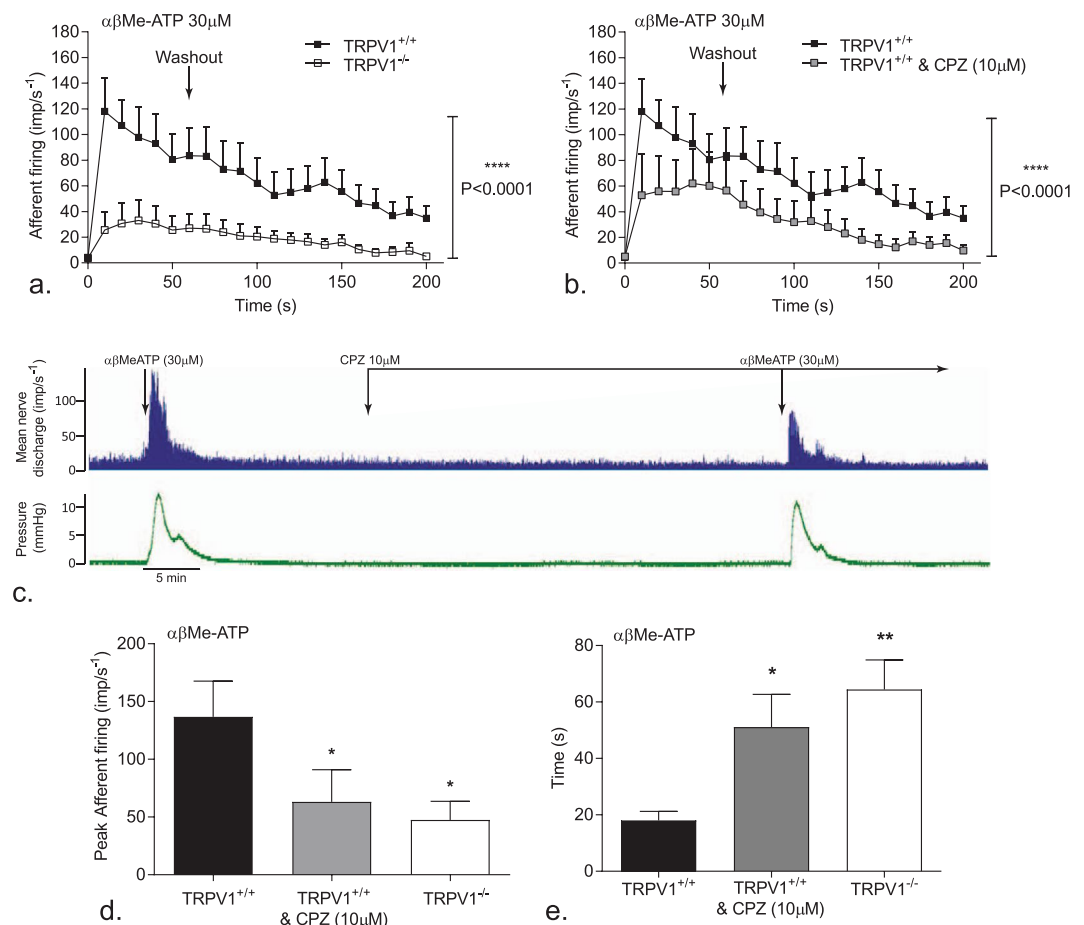 αβMe-ATP 30μM
180
160
140
120
100
80
60
40
20
0
Afferent firing (imp/s⁻¹)
TRPV1⁺/⁺
TRPV1⁻/⁻
Washout
****
P<0.0001
0
50
100
150
200
Time (s)
a.
αβMe-ATP 30μM
180
160
140
120
100
80
60
40
20
0
Afferent firing (imp/s⁻¹)
TRPV1⁺/⁺
TRPV1⁺/⁺ & CPZ (10μM)
Washout
****
P<0.0001
0
50
100
150
200
Time (s)
b.
αβMeATP (30μM)
CPZ 10μM
αβMeATP (30μM)
Mean nerve
discharge (imp/s⁻¹)
100
50
0
Pressure
(mmHg)
10
5
0
5 min
c.
αβMe-ATP
200
150
100
50
0
Peak Afferent firing (imp/s⁻¹)
*
*
TRPV1⁺/⁺
TRPV1⁺/⁺
& CPZ (10μM)
TRPV1⁻/⁻
d.
αβMe-ATP
80
60
40
20
0
Time (s)
*
**
TRPV1⁺/⁺
TRPV1⁺/⁺
& CPZ (10μM)
TRPV1⁻/⁻
e.